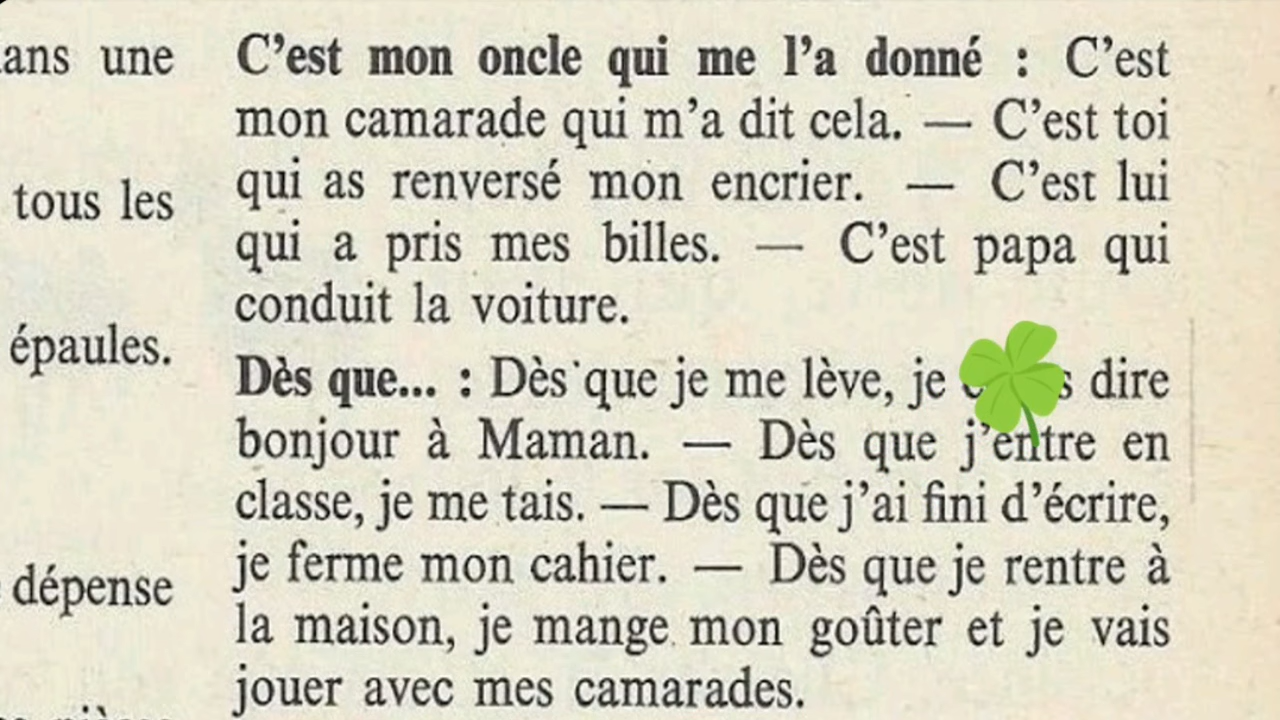 ans une
tous les
épaules.
dépense
C’est mon oncle qui me l’a donné : C’est
mon camarade qui m’a dit cela. — C’est toi
qui as renversé mon encrier. — C’est lui
qui a pris mes billes. — C’est papa qui
conduit la voiture.
Dès que... : Dès que je me lève, je dire
bonjour à Maman. — Dès que j’entre en
classe, je me tais. — Dès que j’ai fini d’écrire,
je ferme mon cahier. — Dès que je rentre à
la maison, je mange mon goûter et je vais
jouer avec mes camarades.